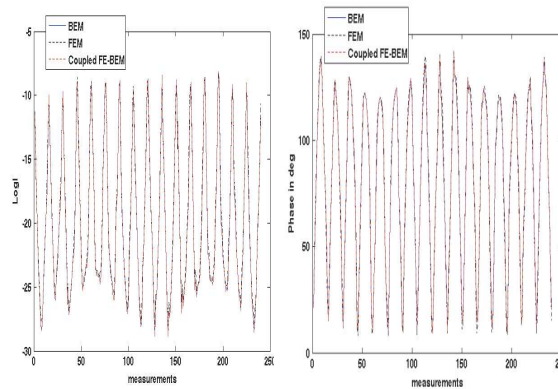 BEM
FEM
Coupled FE-BEM
-5
-10
-15
-20
-25
-30
LogI
0 50 100 150 200 250
measurements
BEM
FEM
Coupled FE-BEM
150
100
50
0
Phase in deg
0 50 100 150 200
measurements